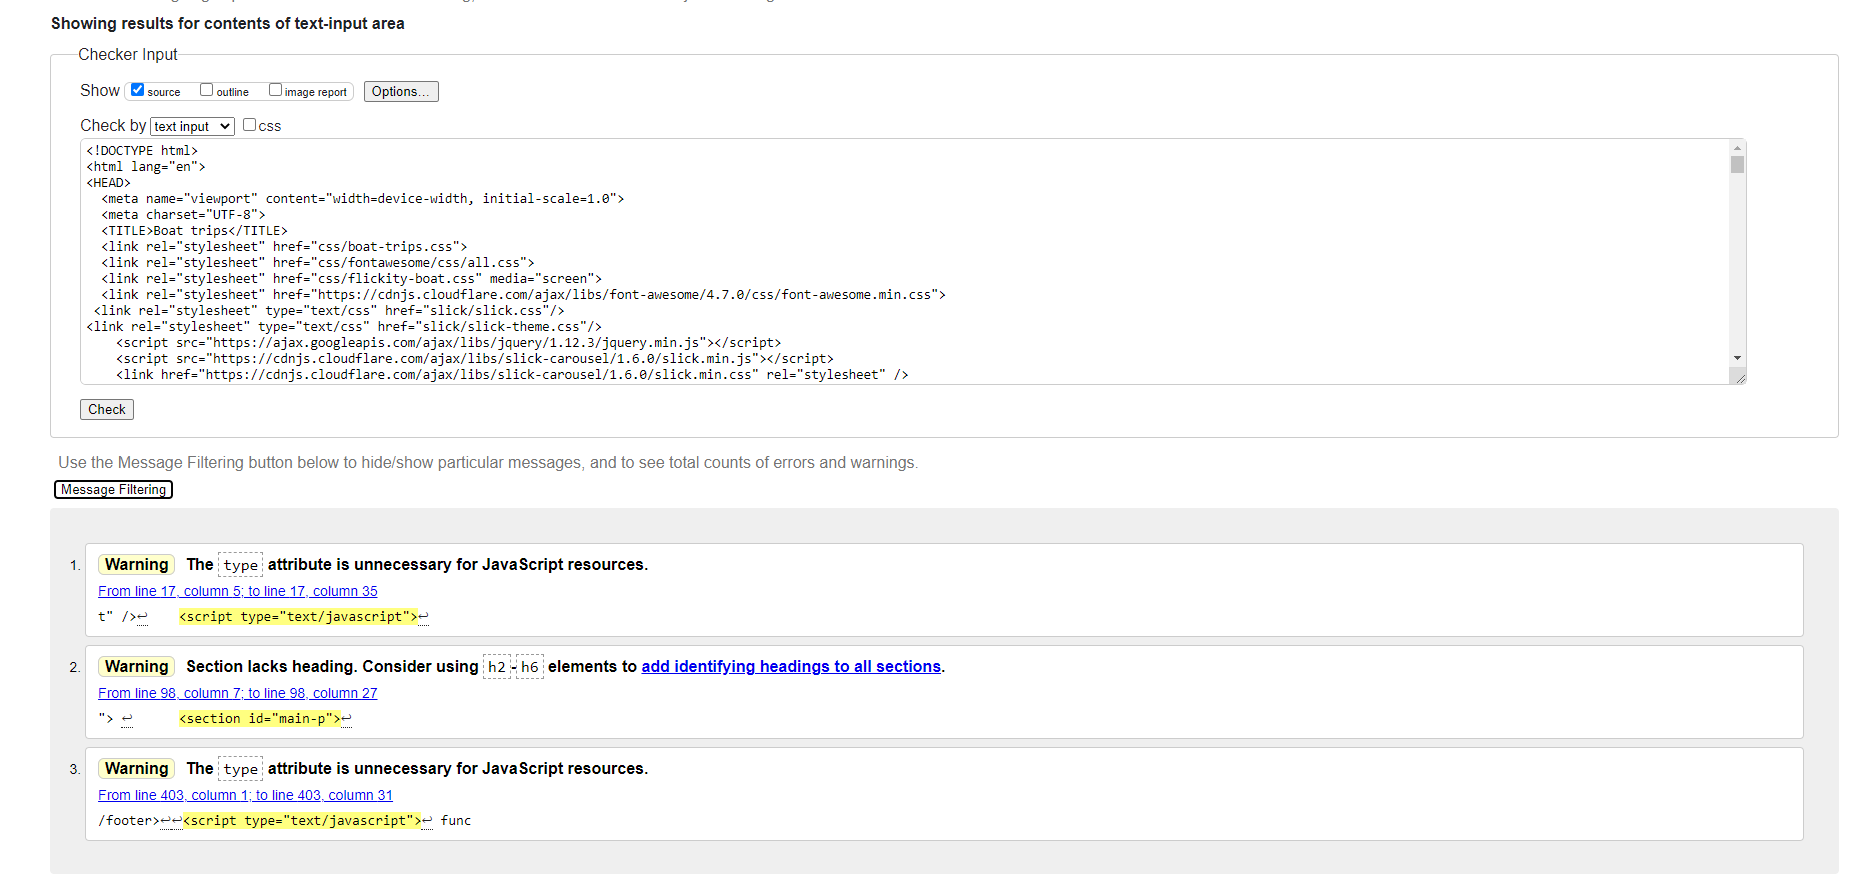 Showing results for contents of text-input area
Checker Input
Show source outline image report Options...
Check by text input css
<!DOCTYPE html>
<html lang="en">
<HEAD>
  <meta name="viewport" content="width=device-width, initial-scale=1.0">
  <meta charset="UTF-8">
  <TITLE>Boat trips</TITLE>
  <link rel="stylesheet" href="css/boat-trips.css">
  <link rel="stylesheet" href="css/fontawesome/css/all.css">
  <link rel="stylesheet" href="css/flickity-boat.css" media="screen">
  <link rel="stylesheet" href="https://cdnjs.cloudflare.com/ajax/libs/font-awesome/4.7.0/css/font-awesome.min.css">
 <link rel="stylesheet" type="text/css" href="slick/slick.css"/>
<link rel="stylesheet" type="text/css" href="slick/slick-theme.css"/>
    <script src="https://ajax.googleapis.com/ajax/libs/jquery/1.12.3/jquery.min.js"></script>
    <script src="https://cdnjs.cloudflare.com/ajax/libs/slick-carousel/1.6.0/slick.min.js"></script>
    <link href="https://cdnjs.cloudflare.com/ajax/libs/slick-carousel/1.6.0/slick.min.css" rel="stylesheet" />
Check
Use the Message Filtering button below to hide/show particular messages, and to see total counts of errors and warnings.
Message Filtering
1. Warning The type attribute is unnecessary for JavaScript resources.
From line 17, column 5; to line 17, column 35
t" />↩    <script type="text/javascript">↩
2. Warning Section lacks heading. Consider using h2-h6 elements to add identifying headings to all sections.
From line 98, column 7; to line 98, column 27
"> ↩      <section id="main-p">↩
3. Warning The type attribute is unnecessary for JavaScript resources.
From line 403, column 1; to line 403, column 31
/footer>↩↩<script type="text/javascript">↩ func